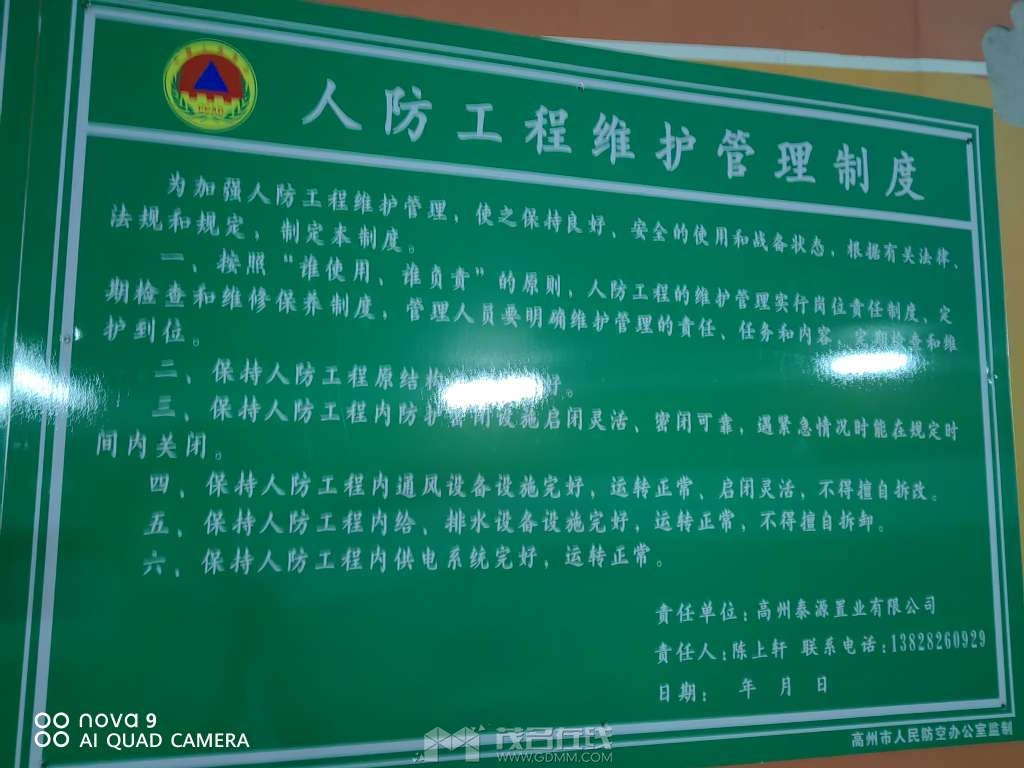 人防工程维护管理制度
为加强人防工程维护管理，使之保持良好、安全的使用和战备状态，根据有关法律、
法规和规定，制定本制度。
一、按照“谁使用、谁负责”的原则，人防工程的维护管理实行岗位责任制度、定
期检查和维修保养制度，管理人员要明确维护管理的责任、任务和内容，定期检查和维
护到位。
二、保持人防工程原结构好。
三、保持人防工程内防护密闭设施启闭灵活、密闭可靠，遇紧急情况时能在规定时
间内关闭。
四、保持人防工程内通风设备设施完好，运转正常、启闭灵活，不得擅自拆改。
五、保持人防工程内给、排水设备设施完好，运转正常，不得擅自拆卸。
六、保持人防工程内供电系统完好，运转正常。
责任单位：高州泰源置业有限公司
责任人：陈上轩 联系电话：13828260929
日期： 年 月 日
高州市人民防空办公室监制
nova 9
AI QUAD CAMERA
茂名在线
WWW.GDMM.COM